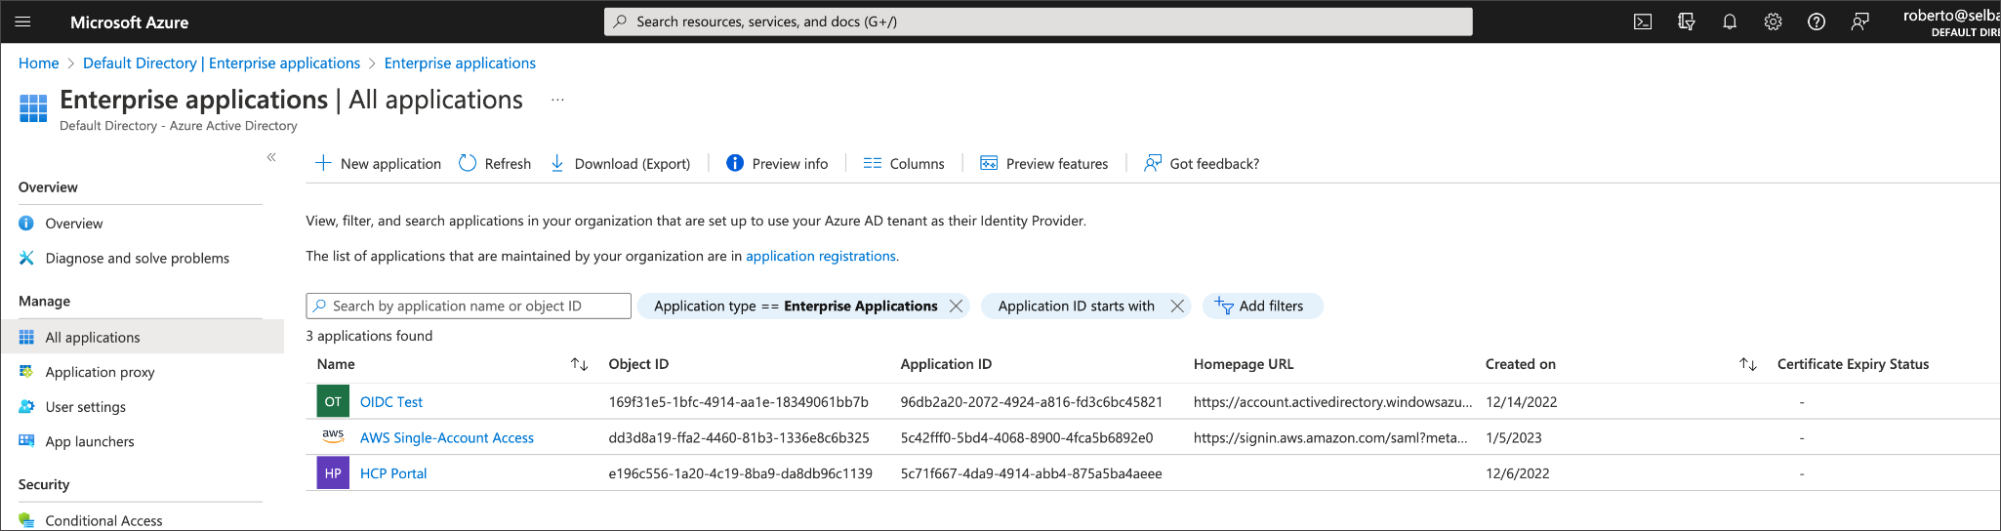 Microsoft Azure
Search resources, services, and docs (G+/)
roberto@selba
DEFAULT DIRE
Home > Default Directory | Enterprise applications > Enterprise applications
Enterprise applications | All applications ...
Default Directory - Azure Active Directory
«
New application Refresh Download (Export) Preview info Columns Preview features Got feedback?
Overview
Overview
Diagnose and solve problems
Manage
All applications
Application proxy
User settings
App launchers
Security
Conditional Access
View, filter, and search applications in your organization that are set up to use your Azure AD tenant as their Identity Provider.
The list of applications that are maintained by your organization are in application registrations.
Search by application name or object ID Application type == Enterprise Applications Application ID starts with Add filters
3 applications found
Name Object ID Application ID Homepage URL Created on Certificate Expiry Status
OT OIDC Test 169f31e5-1bfc-4914-aa1e-18349061bb7b 96db2a20-2072-4924-a816-fd3c6bc45821 https://account.activedirectory.windowsazu... 12/14/2022 -
aws AWS Single-Account Access dd3d8a19-ffa2-4460-81b3-1336e8c6b325 5c42fff0-5bd4-4068-8900-4fca5b6892e0 https://signin.aws.amazon.com/saml?meta... 1/5/2023 -
HP HCP Portal e196c556-1a20-4c19-8ba9-da8db96c1139 5c71f667-4da9-4914-abb4-875a5ba4aeee 12/6/2022 -